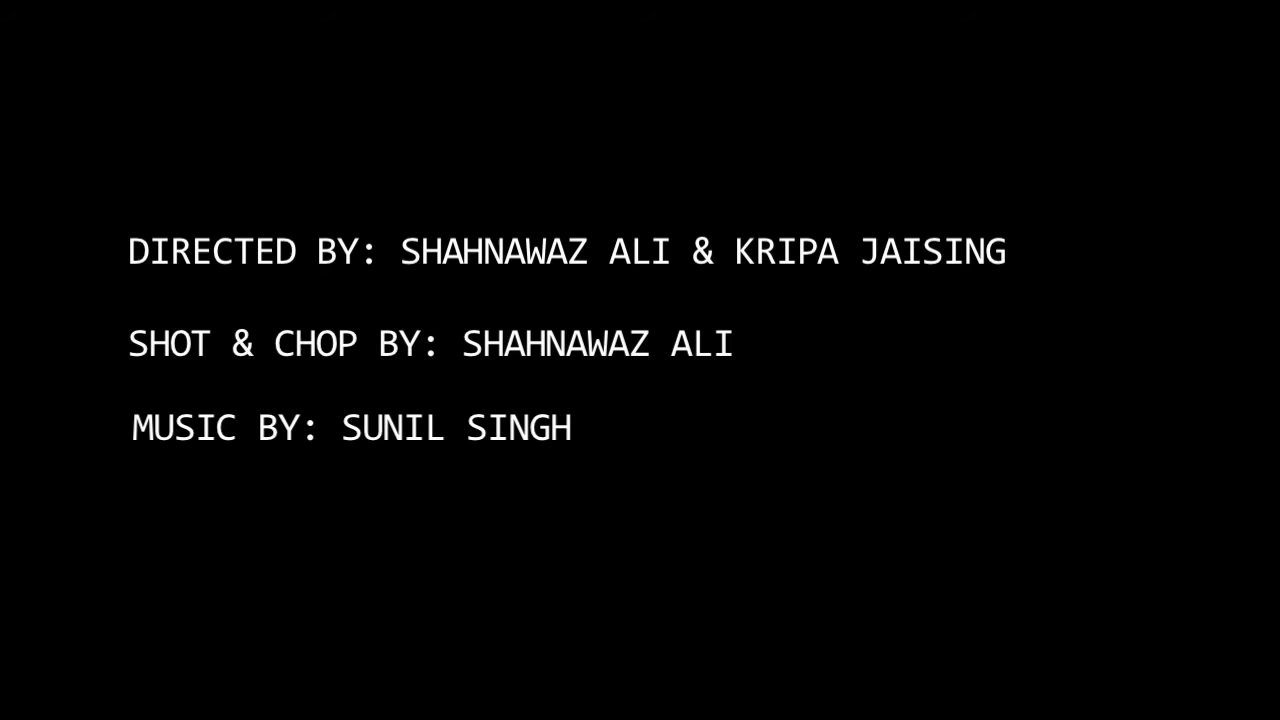 DIRECTED BY: SHAHNAWAZ ALI & KRIPA JAISING
SHOT & CHOP BY: SHAHNAWAZ ALI
MUSIC BY: SUNIL SINGH